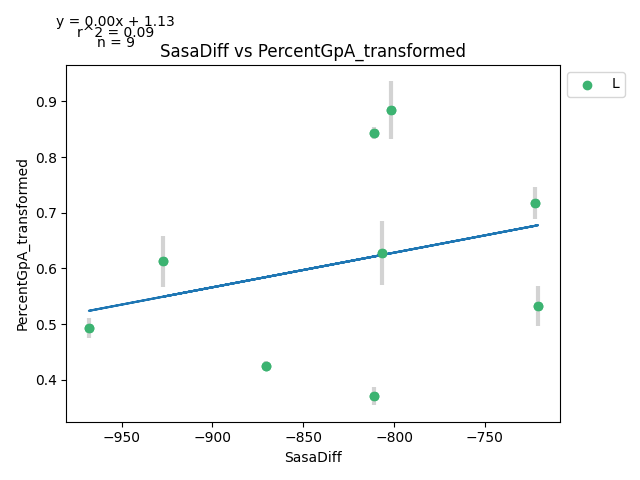 y = 0.00x + 1.13
r^2 = 0.09
n = 9
SasaDiff vs PercentGpA_transformed
L
PercentGpA_transformed
0.9
0.8
0.7
0.6
0.5
0.4
−950
−900
−850
−800
−750
SasaDiff